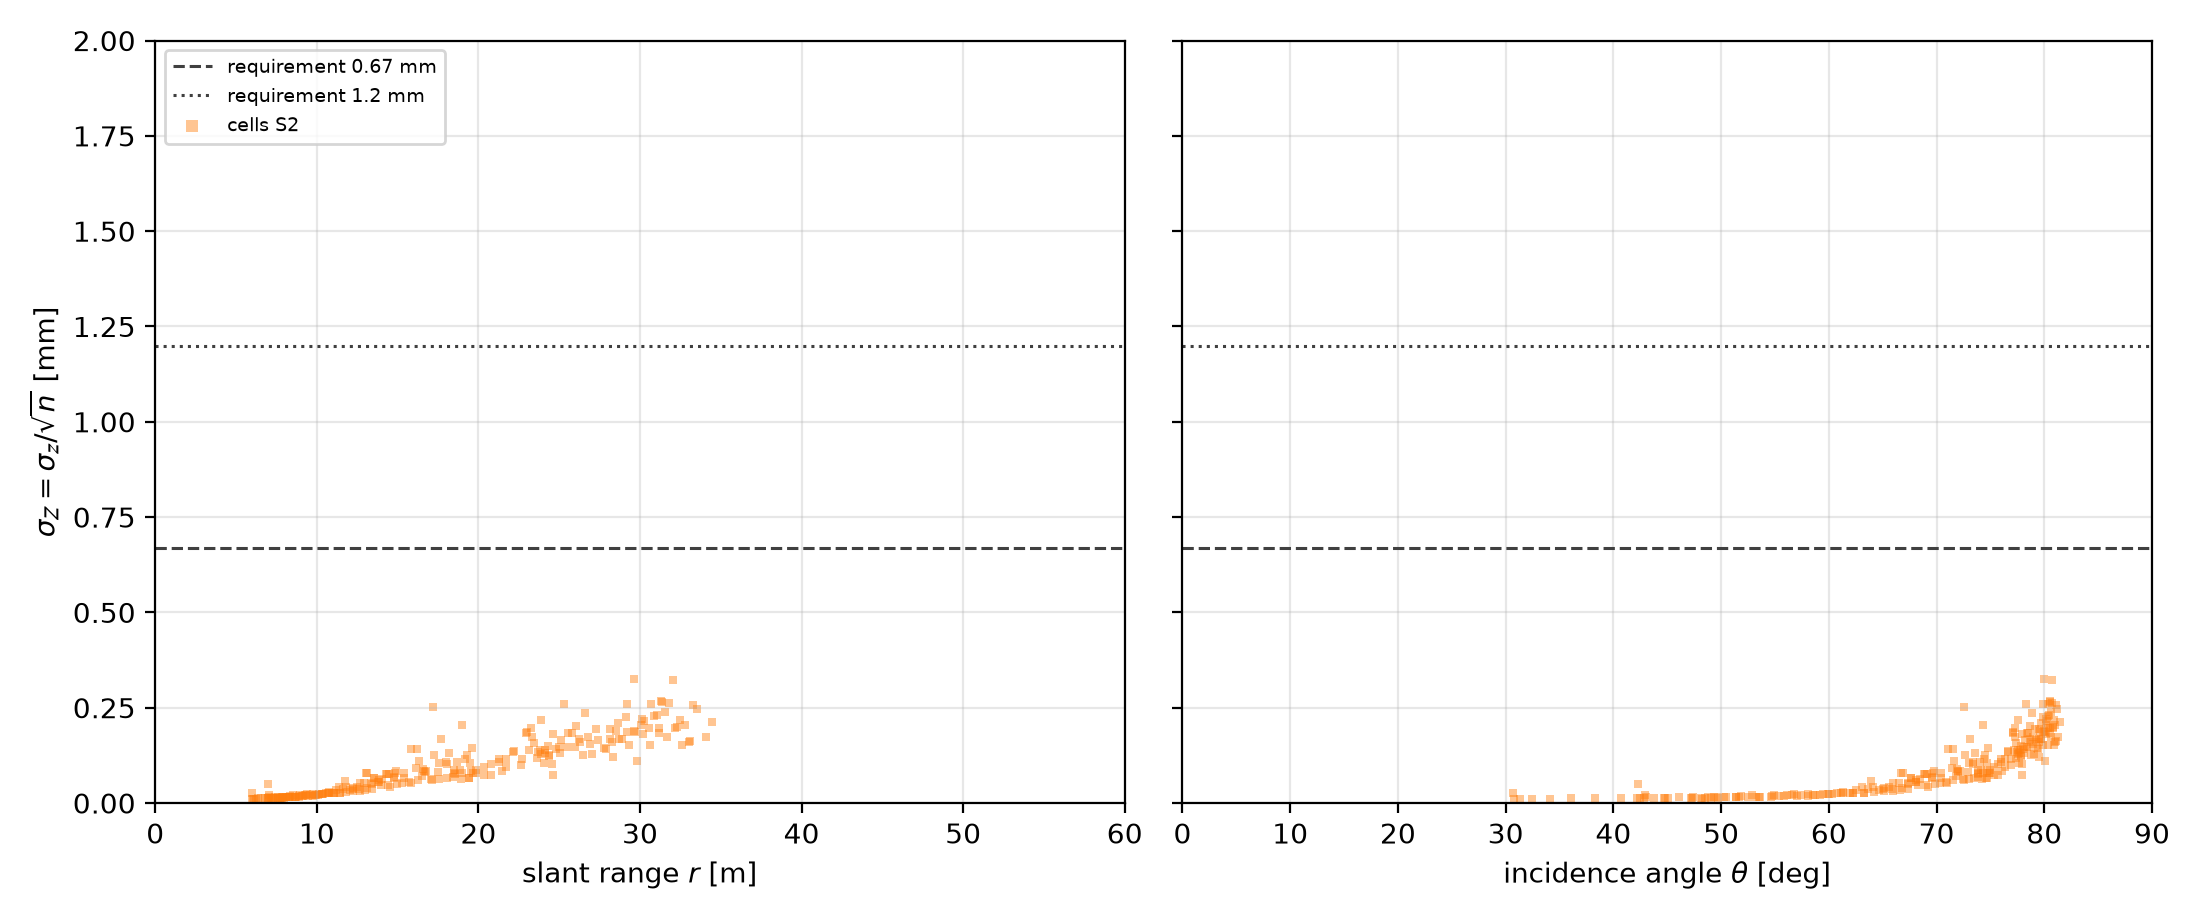 2.00
1.75
1.50
1.25
1.00
0.75
0.50
0.25
0.00
σ_Z = σ_z/√n [mm]
requirement 0.67 mm
requirement 1.2 mm
cells S2
0 10 20 30 40 50 60
slant range r [m]
0 10 20 30 40 50 60 70 80 90
incidence angle θ [deg]